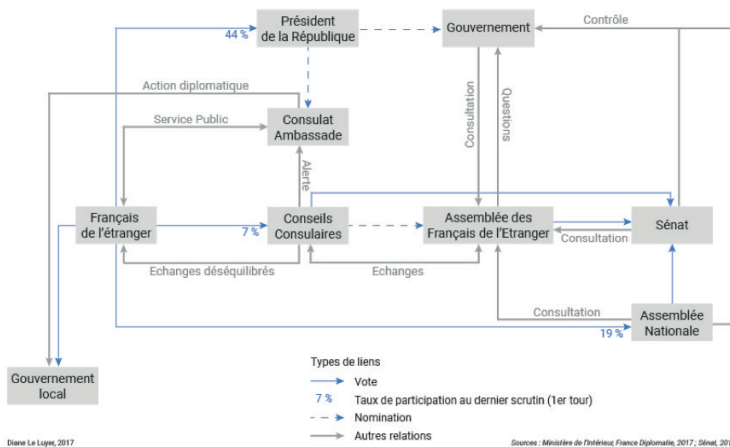 Président
de la République
Gouvernement
Contrôle
44 %
Action diplomatique
Consultation
Questions
Service Public
Consulat
Ambassade
Alerte
Français
de l'étranger
7 %
Conseils
Consulaires
Assemblée des
Français de l'Etranger
Sénat
Consultation
Echanges déséquilibrés
Echanges
Consultation
Assemblée
Nationale
19 %
Gouvernement
local
Types de liens
Vote
7 % Taux de participation au dernier scrutin (1er tour)
Nomination
Autres relations
Diane Le Luyer, 2017
Sources : Ministère de l'Intérieur, France Diplomatie, 2017 ; Sénat,